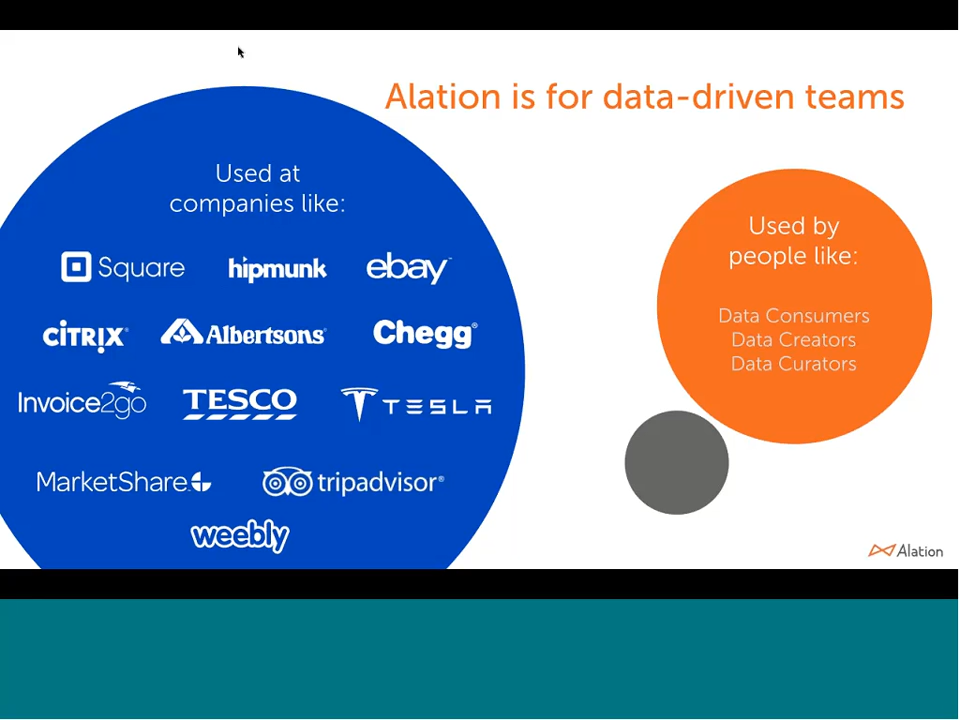 Alation is for data-driven teams
Used at
companies like:
Square hipmunk ebay™
CiTRIX® Albertsons® Chegg®
Invoice2go TESCO TESLA
MarketShare. tripadvisor®
weebly
Used by
people like:
Data Consumers
Data Creators
Data Curators
Alation